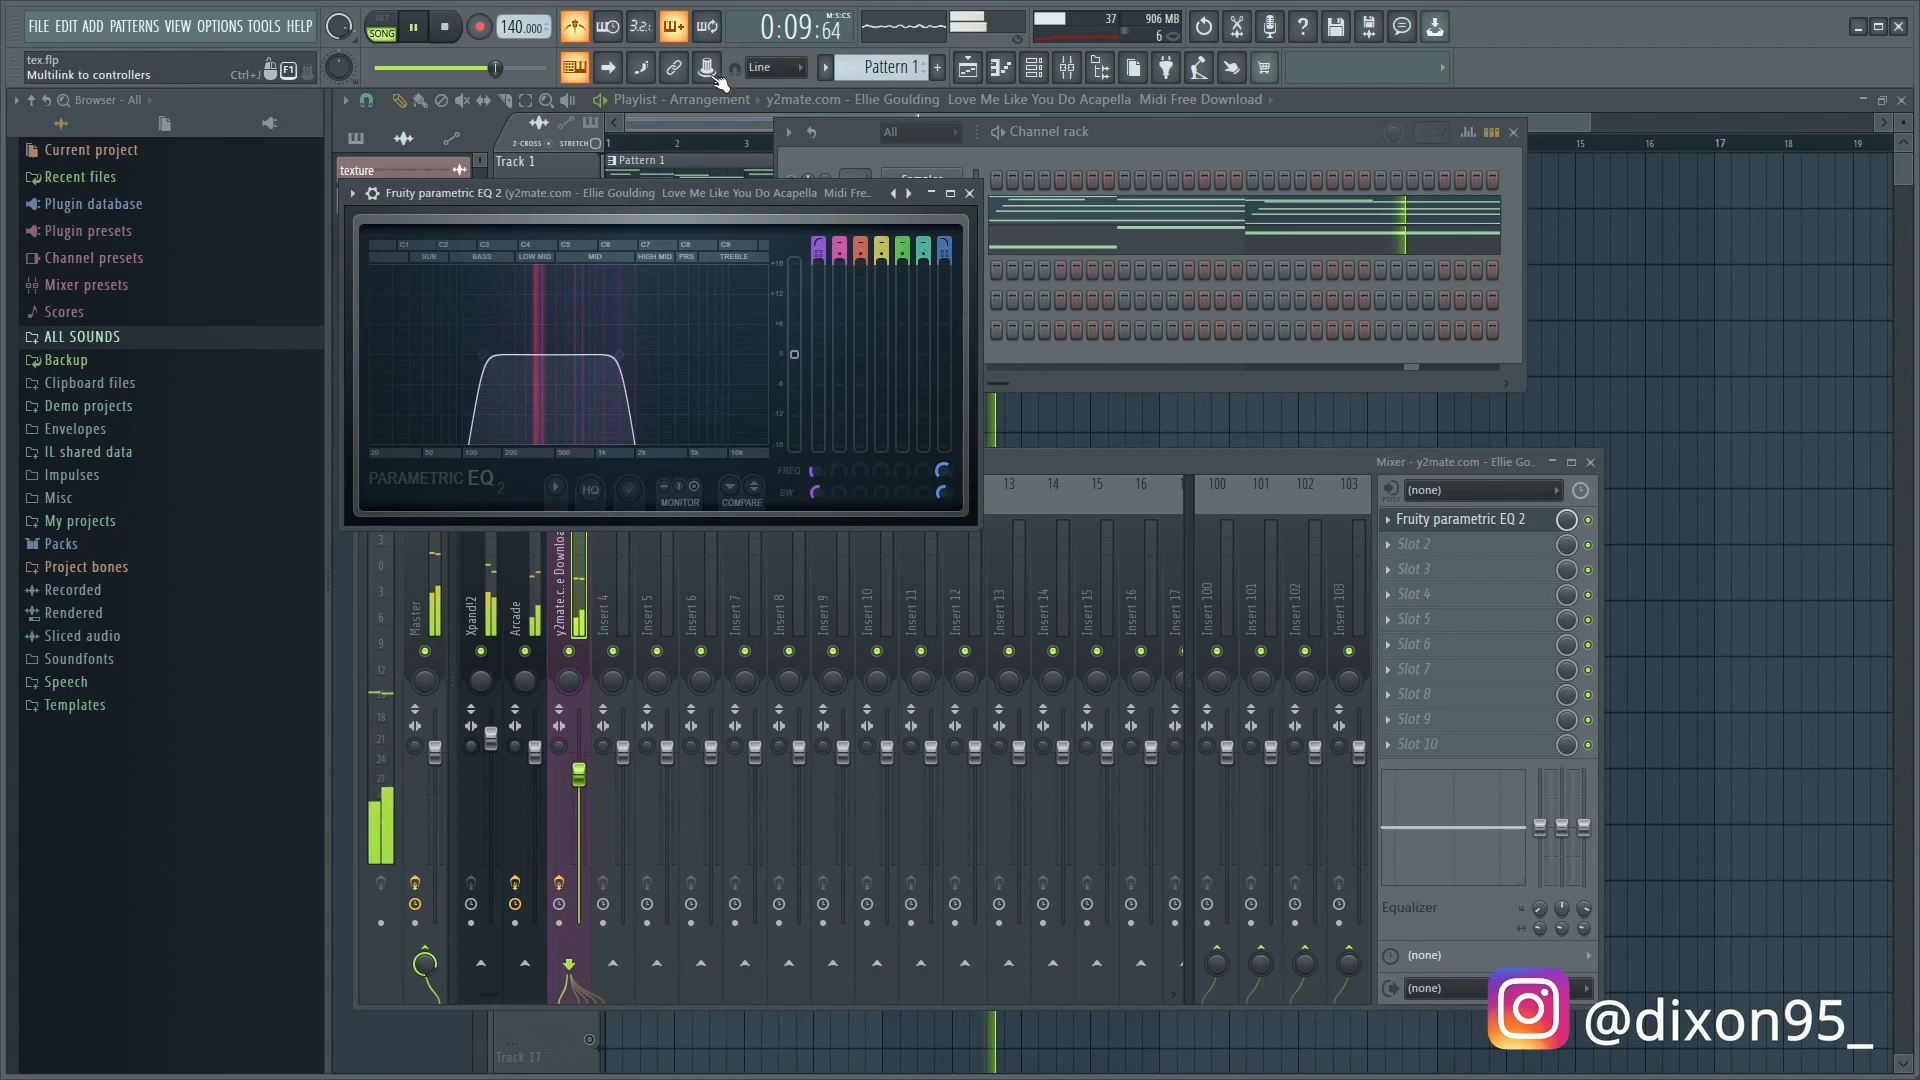 FILE EDIT ADD PATTERNS VIEW OPTIONS TOOLS HELP
PAT
SONG
140.000
3.2.
0:09:64
M:S:CS
37
906 MB
6
tex.flp
Multilink to controllers
Ctrl+J
F1
Line
Pattern 1
Browser - All
Playlist - Arrangement
y2mate.com - Ellie Goulding Love Me Like You Do Acapella Midi Free Download
Current project
Recent files
Plugin database
Plugin presets
Channel presets
Mixer presets
Scores
ALL SOUNDS
Backup
Clipboard files
Demo projects
Envelopes
IL shared data
Impulses
Misc
My projects
Packs
Project bones
Recorded
Rendered
Sliced audio
Soundfonts
Speech
Templates
Z-CROSS
STRETCH
texture
Track 1
1 2 3
Pattern 1
15 16 17 18 19
All
Channel rack
Fruity parametric EQ 2 (y2mate.com - Ellie Goulding Love Me Like You Do Acapella Midi Fre..
C1 C2 C3 C4 C5 C6 C7 C8 C9
SUB BASS LOW MID MID HIGH MID PRS TREBLE
+18
+12
+6
0
-6
-12
-18
20 50 100 200 500 1k 2k 5k 10k
FREQ
BW
PARAMETRIC EQ 2
HQ
MONITOR
COMPARE
Mixer - y2mate.com - Ellie Go..
13 14 15 16 17 100 101 102 103
POST
(none)
Fruity parametric EQ 2
Slot 2
Slot 3
Slot 4
Slot 5
Slot 6
Slot 7
Slot 8
Slot 9
Slot 10
3
0
3
6
9
12
15
18
21
24
27
Master
Xpand!2
Arcade
y2mate.c..e Download
Insert 4
Insert 5
Insert 6
Insert 7
Insert 8
Insert 9
Insert 10
Insert 11
Insert 12
Insert 13
Insert 14
Insert 15
Insert 16
Insert 100
Insert 101
Insert 102
Insert 103
Equalizer
(none)
(none)
Track 17
@dixon95_